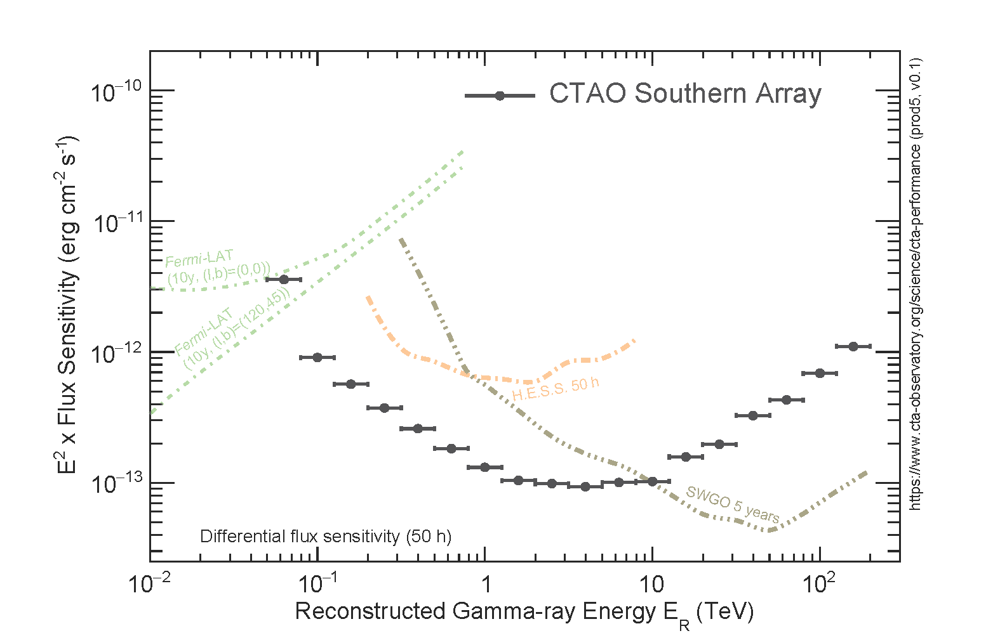 CTAO Southern Array
10⁻¹⁰
10⁻¹¹
10⁻¹²
10⁻¹³
E² x Flux Sensitivity (erg cm⁻² s⁻¹)
Fermi-LAT
(10y, (l,b)=(0,0))
Fermi-LAT
(10y, (l,b)=(120,45))
H.E.S.S. 50 h
SWGO 5 years
Differential flux sensitivity (50 h)
10⁻²
10⁻¹
1
10
10²
Reconstructed Gamma-ray Energy E_R (TeV)
https://www.cta-observatory.org/science/cta-performance (prod5, v0.1)